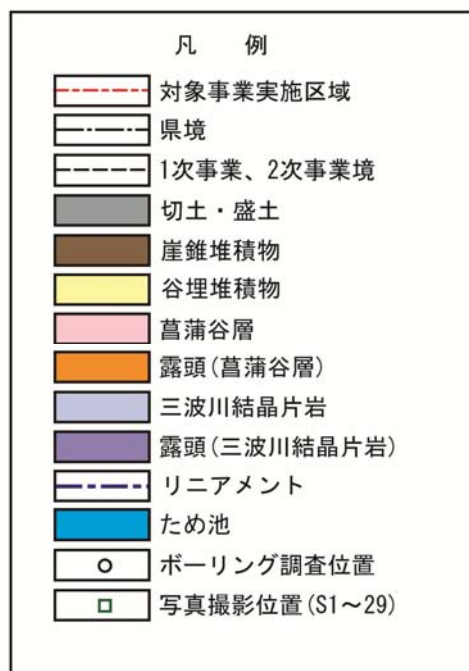 凡 例
対象事業実施区域
県境
1次事業、2次事業境
切土・盛土
崖錐堆積物
谷埋堆積物
菖蒲谷層
露頭(菖蒲谷層)
三波川結晶片岩
露頭(三波川結晶片岩)
リニアメント
ため池
ボーリング調査位置
写真撮影位置(S1～29)